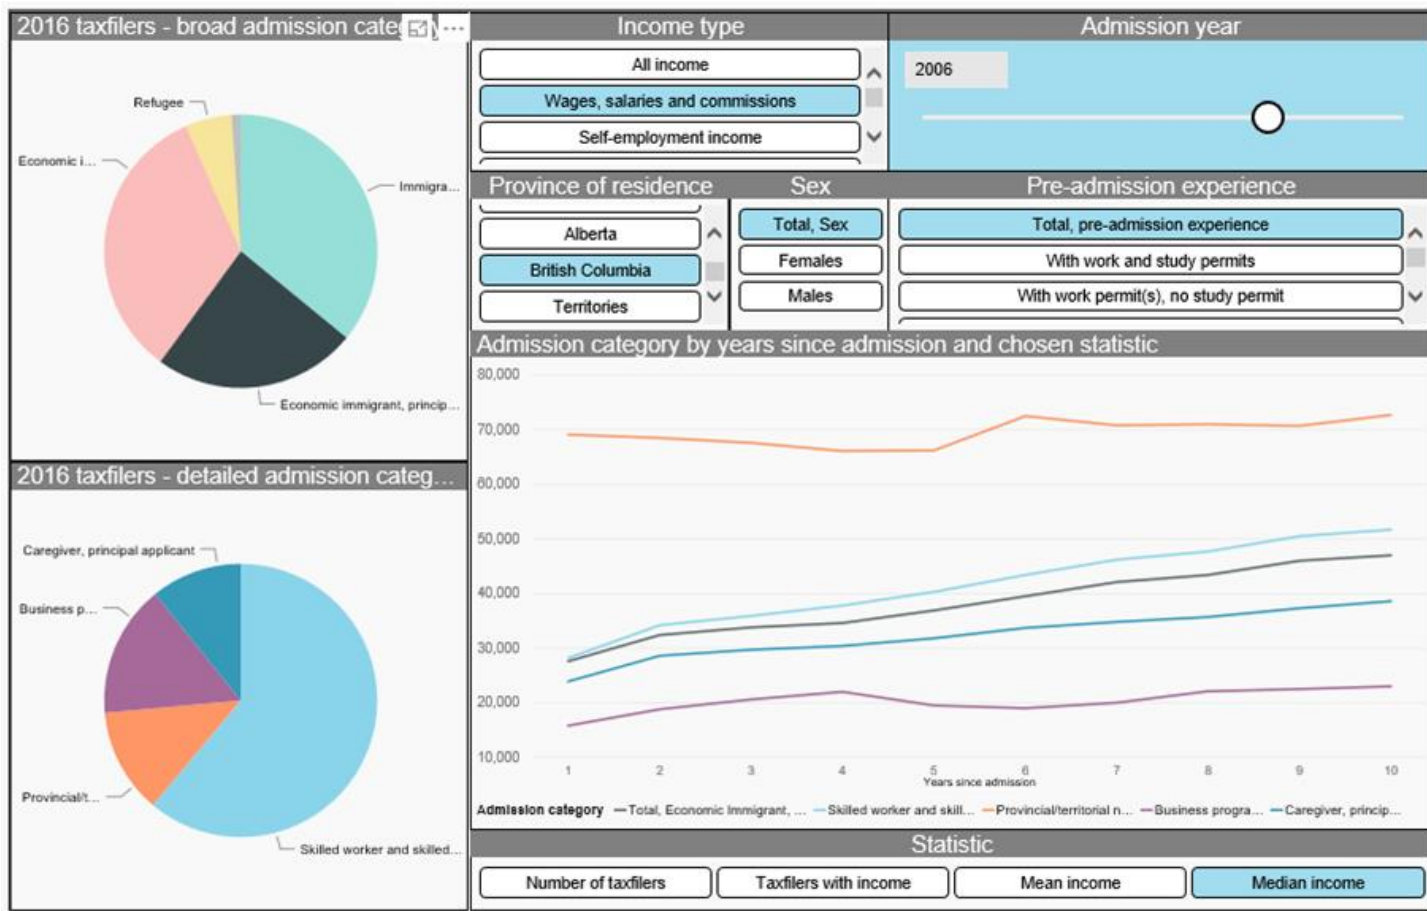 2016 taxfilers - broad admission categ
Refugee
Economic i...
Immigra...
Economic immigrant, princip...
2016 taxfilers - detailed admission categ...
Caregiver, principal applicant
Business p...
Provincial/t...
Skilled worker and skilled...
Income type
All income
Wages, salaries and commissions
Self-employment income
Admission year
2006
Province of residence
Alberta
British Columbia
Territories
Sex
Total, Sex
Females
Males
Pre-admission experience
Total, pre-admission experience
With work and study permits
With work permit(s), no study permit
Admission category by years since admission and chosen statistic
80,000
70,000
60,000
50,000
40,000
30,000
20,000
10,000
1 2 3 4 5 6 7 8 9 10
Years since admission
Admission category Total, Economic Immigrant, ... Skilled worker and skill... Provincial/territorial n... Business progra... Caregiver, princip...
Statistic
Number of taxfilers Taxfilers with income Mean income Median income